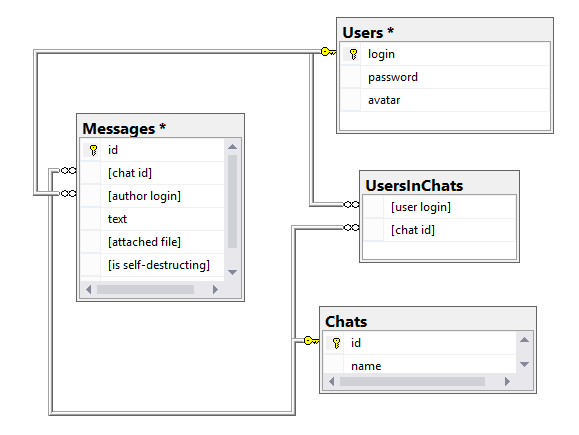 Users *
login
password
avatar
Messages *
id
[chat id]
[author login]
text
[attached file]
[is self-destructing]
UsersInChats
[user login]
[chat id]
Chats
id
name